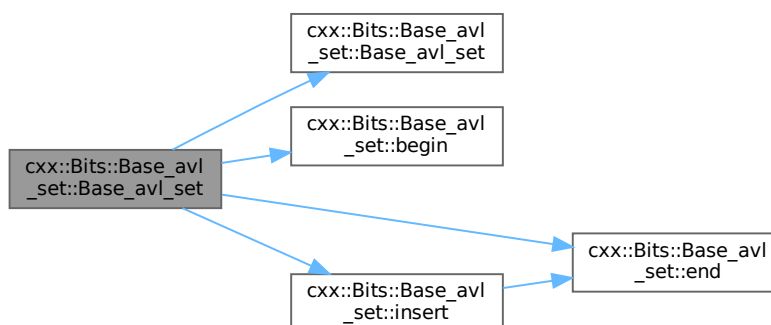 cxx::Bits::Base_avl
_set::Base_avl_set
cxx::Bits::Base_avl
_set::begin
cxx::Bits::Base_avl
_set::Base_avl_set
cxx::Bits::Base_avl
_set::end
cxx::Bits::Base_avl
_set::insert